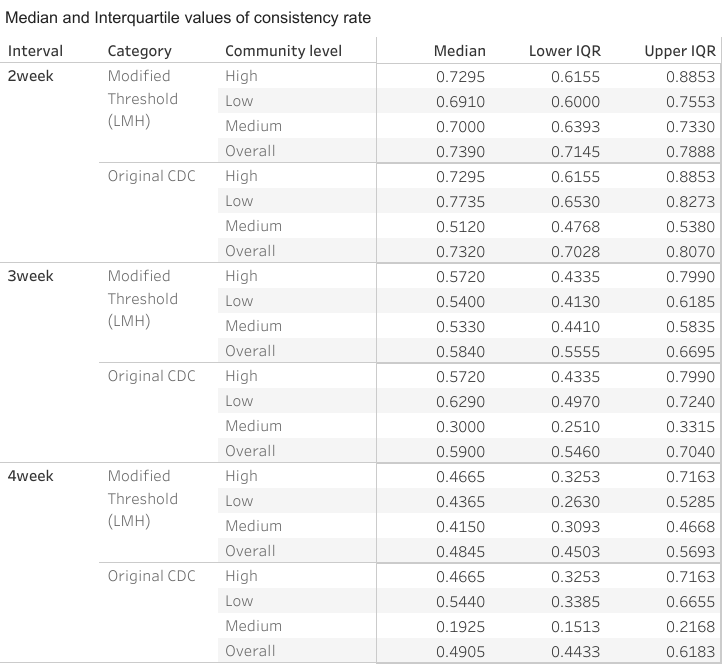 Median and Interquartile values of consistency rate
Interval Category Community level Median Lower IQR Upper IQR
2week Modified High 0.7295 0.6155 0.8853
Threshold Low 0.6910 0.6000 0.7553
(LMH) Medium 0.7000 0.6393 0.7330
Overall 0.7390 0.7145 0.7888
Original CDC High 0.7295 0.6155 0.8853
Low 0.7735 0.6530 0.8273
Medium 0.5120 0.4768 0.5380
Overall 0.7320 0.7028 0.8070
3week Modified High 0.5720 0.4335 0.7990
Threshold Low 0.5400 0.4130 0.6185
(LMH) Medium 0.5330 0.4410 0.5835
Overall 0.5840 0.5555 0.6695
Original CDC High 0.5720 0.4335 0.7990
Low 0.6290 0.4970 0.7240
Medium 0.3000 0.2510 0.3315
Overall 0.5900 0.5460 0.7040
4week Modified High 0.4665 0.3253 0.7163
Threshold Low 0.4365 0.2630 0.5285
(LMH) Medium 0.4150 0.3093 0.4668
Overall 0.4845 0.4503 0.5693
Original CDC High 0.4665 0.3253 0.7163
Low 0.5440 0.3385 0.6655
Medium 0.1925 0.1513 0.2168
Overall 0.4905 0.4433 0.6183